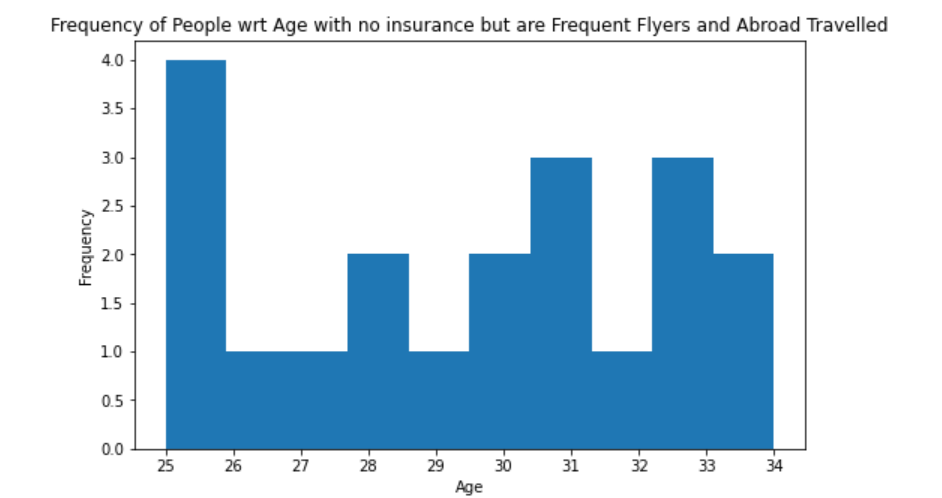 Frequency of People wrt Age with no insurance but are Frequent Flyers and Abroad Travelled
4.0
3.5
3.0
2.5
2.0
1.5
1.0
0.5
0.0
Frequency
25 26 27 28 29 30 31 32 33 34
Age